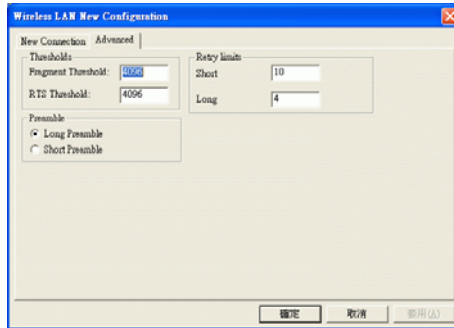 Wireless LAN New Configuration
New Connection
Advanced
Thresholds
Fragment Threshold: 4096
RTS Threshold: 4096
Retry limits
Short 10
Long 4
Preamble
Long Preamble
Short Preamble
確定
取消
套用(A)